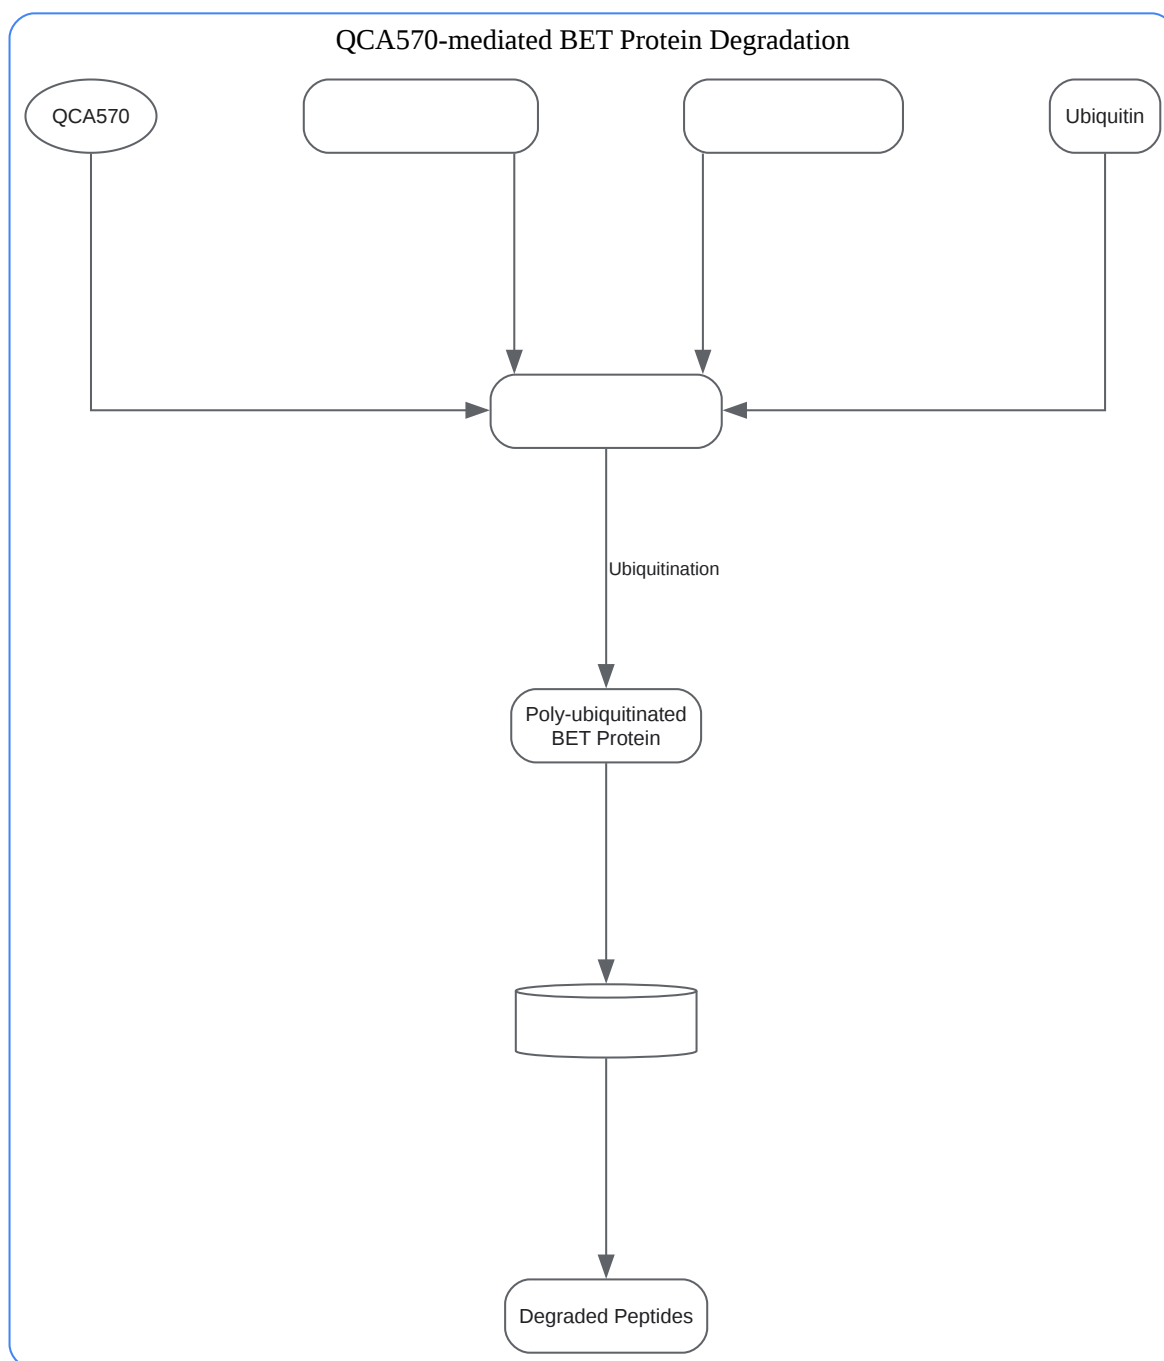 QCA570-mediated BET Protein Degradation
QCA570
Ubiquitin
Ubiquitination
Poly-ubiquitinated
BET Protein
Degraded Peptides